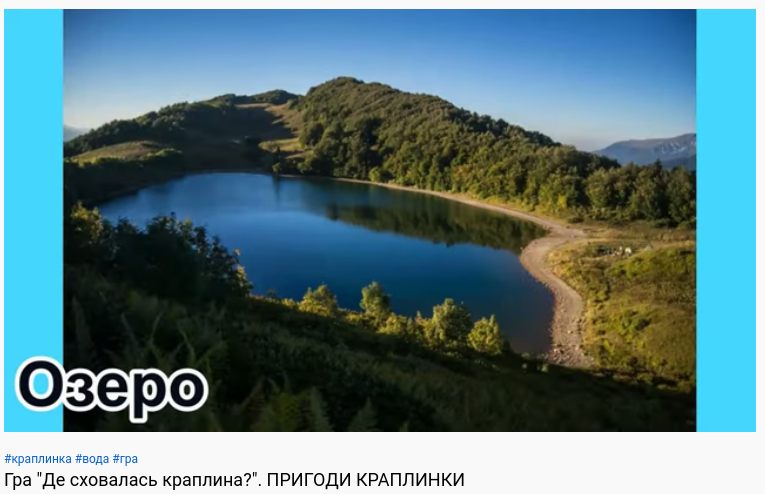 Озеро
#краплинка #вода #гра
Гра "Де сховалась краплина?". ПРИГОДИ КРАПЛИНКИ